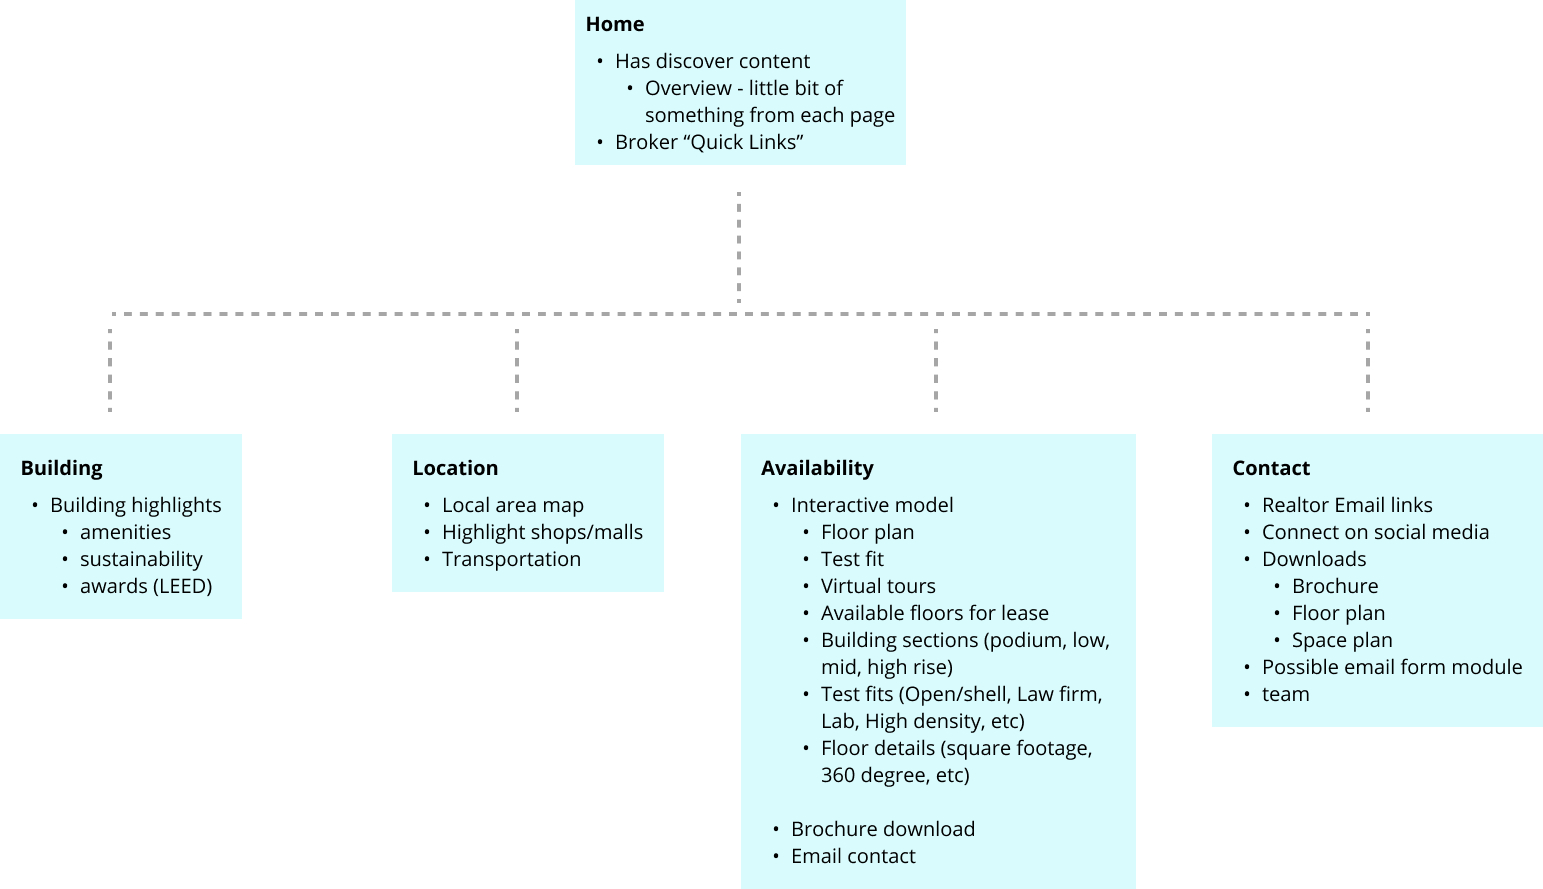 Home
• Has discover content
• Overview - little bit of
something from each page
• Broker “Quick Links”
Building
• Building highlights
• amenities
• sustainability
• awards (LEED)
Location
• Local area map
• Highlight shops/malls
• Transportation
Availability
• Interactive model
• Floor plan
• Test fit
• Virtual tours
• Available floors for lease
• Building sections (podium, low,
mid, high rise)
• Test fits (Open/shell, Law firm,
Lab, High density, etc)
• Floor details (square footage,
360 degree, etc)
• Brochure download
• Email contact
Contact
• Realtor Email links
• Connect on social media
• Downloads
• Brochure
• Floor plan
• Space plan
• Possible email form module
• team